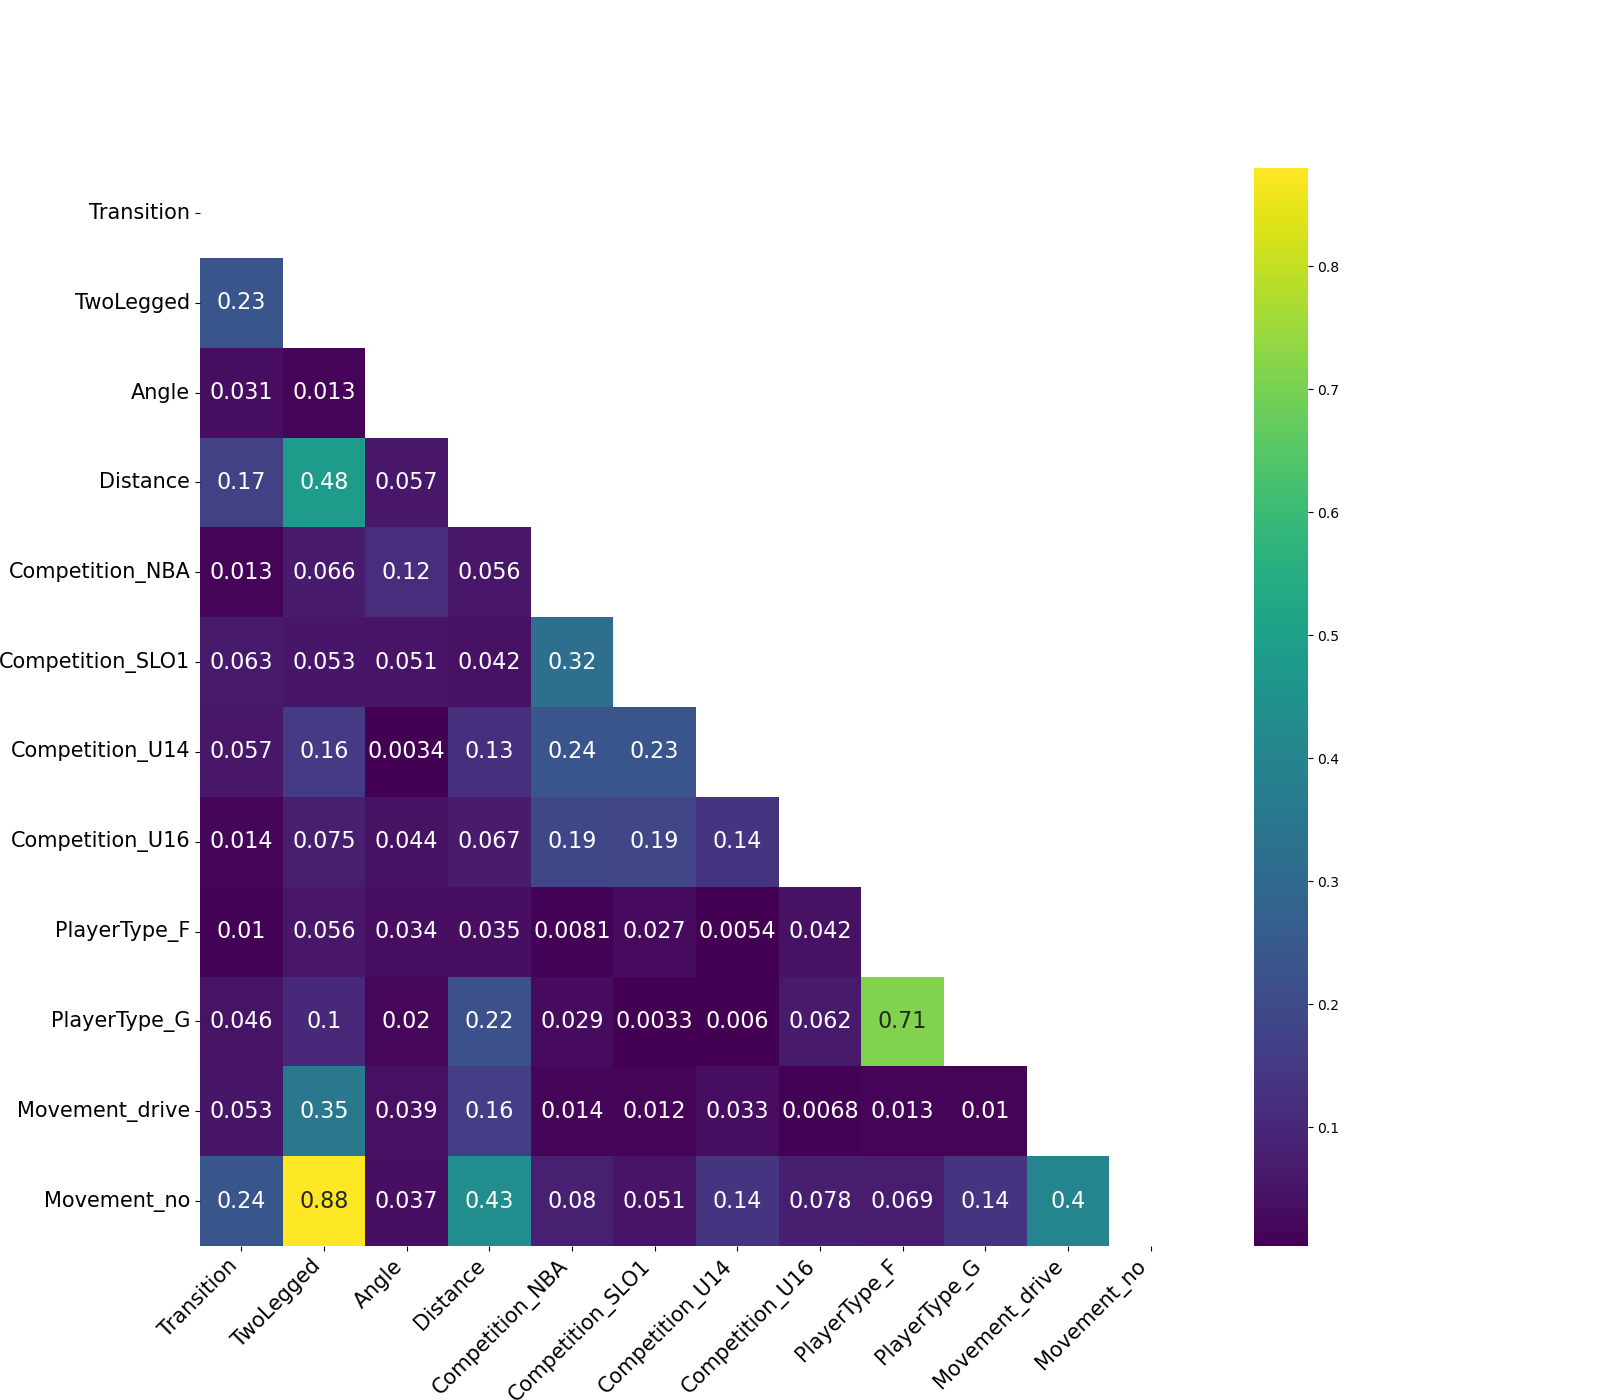 Transition
TwoLegged 0.23
Angle 0.031 0.013
Distance 0.17 0.48 0.057
Competition_NBA 0.013 0.066 0.12 0.056
Competition_SLO1 0.063 0.053 0.051 0.042 0.32
Competition_U14 0.057 0.16 0.0034 0.13 0.24 0.23
Competition_U16 0.014 0.075 0.044 0.067 0.19 0.19 0.14
PlayerType_F 0.01 0.056 0.034 0.035 0.0081 0.027 0.0054 0.042
PlayerType_G 0.046 0.1 0.02 0.22 0.029 0.0033 0.006 0.062 0.71
Movement_drive 0.053 0.35 0.039 0.16 0.014 0.012 0.033 0.0068 0.013 0.01
Movement_no 0.24 0.88 0.037 0.43 0.08 0.051 0.14 0.078 0.069 0.14 0.4
Transition TwoLegged Angle Distance Competition_NBA Competition_SLO1 Competition_U14 Competition_U16 PlayerType_F PlayerType_G Movement_drive Movement_no
0.8
0.7
0.6
0.5
0.4
0.3
0.2
0.1